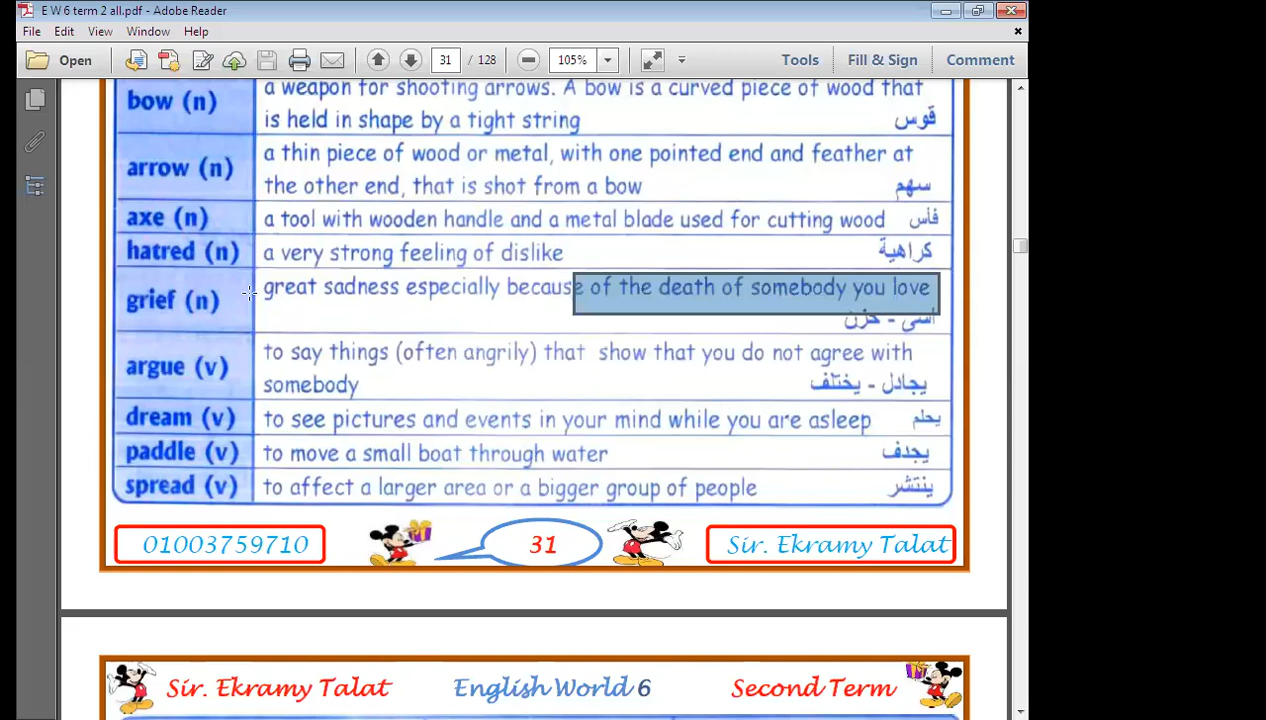 E W 6 term 2 all.pdf - Adobe Reader
File Edit View Window Help
Open 31 / 128 105% Tools Fill & Sign Comment
bow (n)
a weapon for shooting arrows. A bow is a curved piece of wood that
is held in shape by a tight string قوس
arrow (n)
a thin piece of wood or metal, with one pointed end and feather at
the other end, that is shot from a bow سهم
axe (n) a tool with wooden handle and a metal blade used for cutting wood فأس
hatred (n) a very strong feeling of dislike كراهية
grief (n)
great sadness especially because of the death of somebody you love
أسى - حزن
argue (v)
to say things (often angrily) that show that you do not agree with
somebody يجادل - يختلف
dream (v) to see pictures and events in your mind while you are asleep يحلم
paddle (v) to move a small boat through water يجدف
spread (v) to affect a larger area or a bigger group of people ينتشر
01003759710 31 Sir. Ekramy Talat
Sir. Ekramy Talat English World 6 Second Term